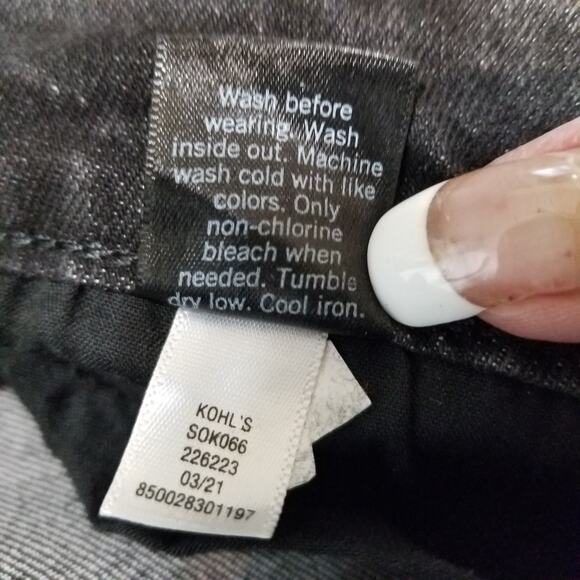 Wash before
wearing. Wash
inside out. Machine
wash cold with like
colors. Only
non-chlorine
bleach when
needed. Tumble
dry low. Cool iron.
KOHL'S
SOK066
226223
03/21
850028301197